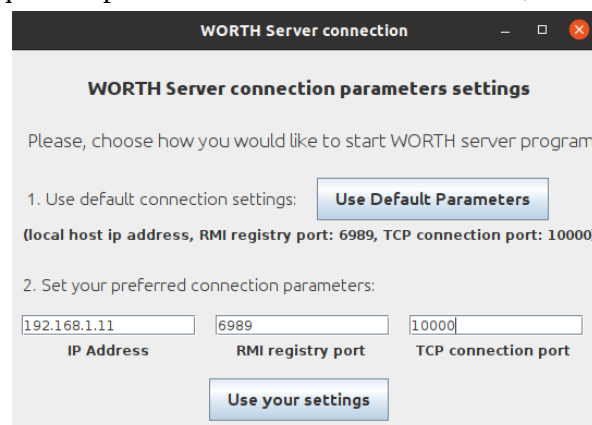 WORTH Server connection
WORTH Server connection parameters settings
Please, choose how you would like to start WORTH server program
1. Use default connection settings: Use Default Parameters
(local host ip address, RMI registry port: 6989, TCP connection port: 10000)
2. Set your preferred connection parameters:
192.168.1.11 6989 10000
IP Address RMI registry port TCP connection port
Use your settings